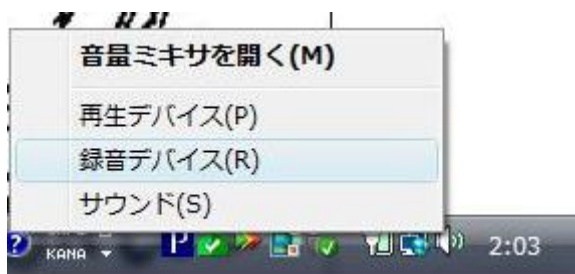 音量ミキサを開く(M)
再生デバイス(P)
録音デバイス(R)
サウンド(S)
?
KANA
P
2:03